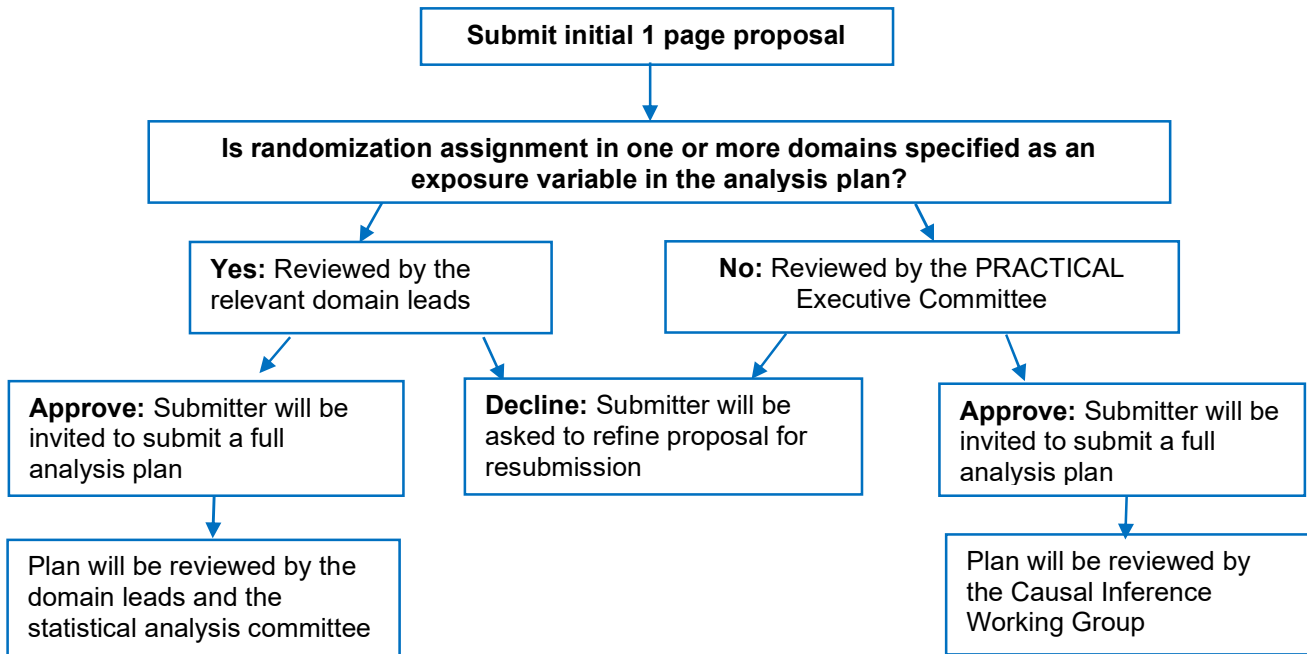 Submit initial 1 page proposal
Is randomization assignment in one or more domains specified as an
exposure variable in the analysis plan?
Yes: Reviewed by the
relevant domain leads
No: Reviewed by the PRACTICAL
Executive Committee
Approve: Submitter will be
invited to submit a full
analysis plan
Decline: Submitter will be
asked to refine proposal for
resubmission
Approve: Submitter will be
invited to submit a full
analysis plan
Plan will be reviewed by the
domain leads and the
statistical analysis committee
Plan will be reviewed by
the Causal Inference
Working Group